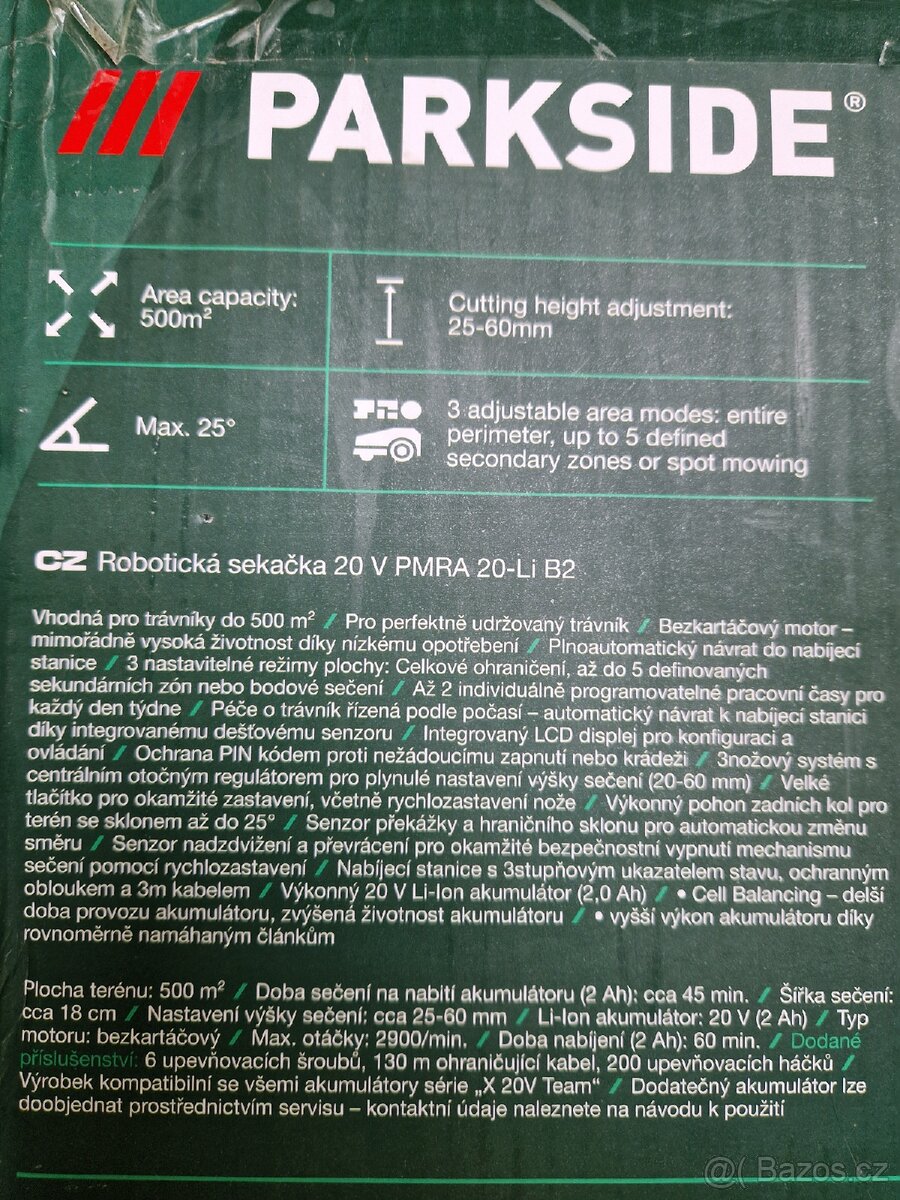 PARKSIDE®
Area capacity:
500m²
Cutting height adjustment:
25-60mm
Max. 25°
3 adjustable area modes: entire
perimeter, up to 5 defined
secondary zones or spot mowing
CZ Robotická sekačka 20 V PMRA 20-Li B2
Vhodná pro trávníky do 500 m² / Pro perfektně udržovaný trávník / Bezkartáčový motor –
mimořádně vysoká životnost díky nízkému opotřebení / Plnoautomatický návrat do nabíjecí
stanice / 3 nastavitelné režimy plochy: Celkové ohraničení, až do 5 definovaných
sekundárních zón nebo bodové sečení / Až 2 individuálně programovatelné pracovní časy pro
každý den týdne / Péče o trávník řízená podle počasí – automatický návrat k nabíjecí stanici
díky integrovanému dešťovému senzoru / Integrovaný LCD displej pro konfiguraci a
ovládání / Ochrana PIN kódem proti nežádoucímu zapnutí nebo krádeži / 3nožový systém s
centrálním otočným regulátorem pro plynulé nastavení výšky sečení (20-60 mm) / Velké
tlačítko pro okamžité zastavení, včetně rychlozastavení nože / Výkonný pohon zadních kol pro
terén se sklonem až do 25° / Senzor překážky a hraničního sklonu pro automatickou změnu
směru / Senzor nadzdvižení a převrácení pro okamžité bezpečnostní vypnutí mechanismu
sečení pomocí rychlozastavení / Nabíjecí stanice s 3stupňovým ukazatelem stavu, ochranným
obloukem a 3m kabelem / Výkonný 20 V Li-Ion akumulátor (2,0 Ah) / • Cell Balancing – delší
doba provozu akumulátoru, zvýšená životnost akumulátoru / • vyšší výkon akumulátoru díky
rovnoměrně namáhaným článkům
Plocha terénu: 500 m² / Doba sečení na nabití akumulátoru (2 Ah): cca 45 min. / Šířka sečení:
cca 18 cm / Nastavení výšky sečení: cca 25-60 mm / Li-Ion akumulátor: 20 V (2 Ah) / Typ
motoru: bezkartáčový / Max. otáčky: 2900/min. / Doba nabíjení (2 Ah): 60 min. / Dodané
příslušenství: 6 upevňovacích šroubů, 130 m ohraničující kabel, 200 upevňovacích háčků /
Výrobek kompatibilní se všemi akumulátory série „X 20V Team“ / Dodatečný akumulátor lze
doobjednat prostřednictvím servisu – kontaktní údaje naleznete na návodu k použití
@( Bazos.cz